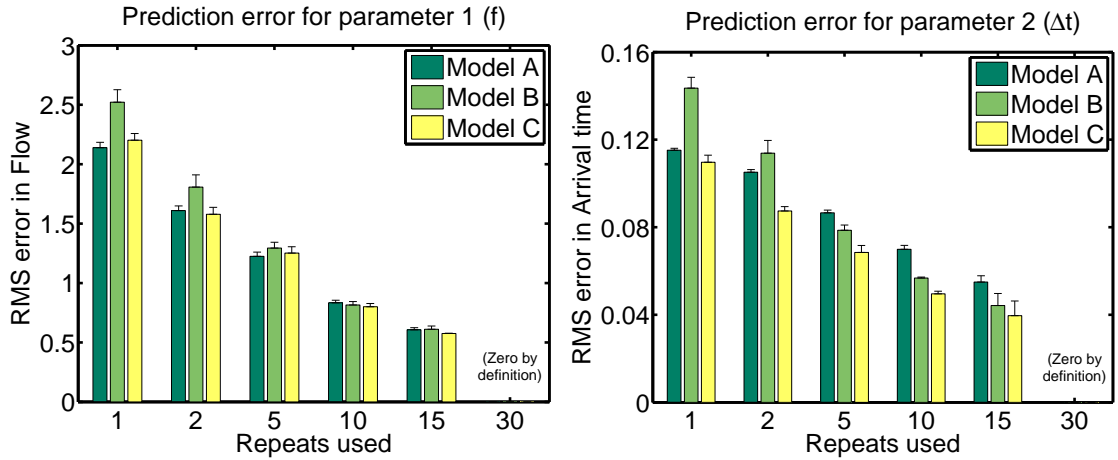 Prediction error for parameter 1 (f)
RMS error in Flow
3
2.5
2
1.5
1
0.5
0
Model A
Model B
Model C
(Zero by
definition)
1 2 5 10 15 30
Repeats used
Prediction error for parameter 2 (Δt)
RMS error in Arrival time
0.16
0.12
0.08
0.04
0
Model A
Model B
Model C
(Zero by
definition)
1 2 5 10 15 30
Repeats used